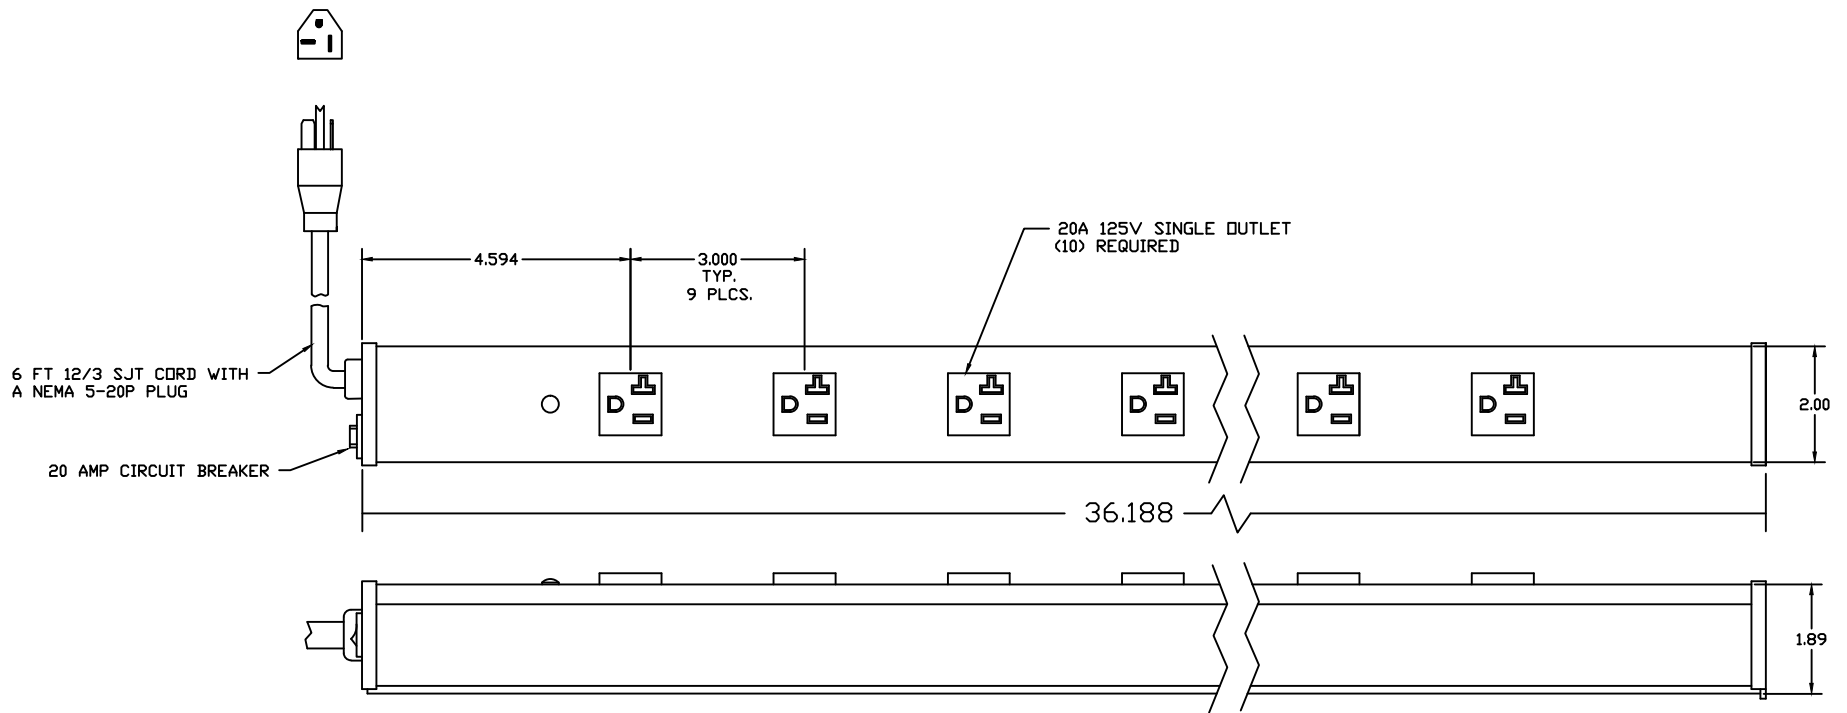 20A 125V SINGLE OUTLET
(10) REQUIRED
4.594
3.000
TYP.
9 PLCS.
6 FT 12/3 SJT CORD WITH
A NEMA 5-20P PLUG
2.00
20 AMP CIRCUIT BREAKER
36.188
1.89